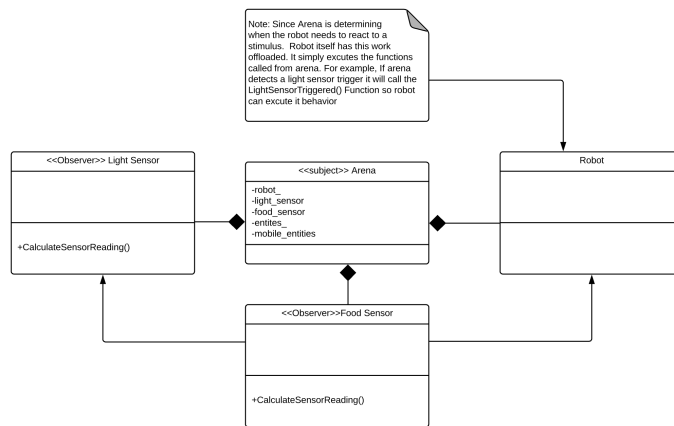 Note: Since Arena is determining
when the robot needs to react to a
stimulus.  Robot itself has this work
offloaded. It simply excutes the functions
called from arena. For example, If arena
detects a light sensor trigger it will call the
LightSensorTriggered() Function so robot
can excute it behavior
<<Observer>> Light Sensor
+CalculateSensorReading()
<<subject>> Arena
-robot_
-light_sensor
-food_sensor
-entites_
-mobile_entities
Robot
<<Observer>>Food Sensor
+CalculateSensorReading()